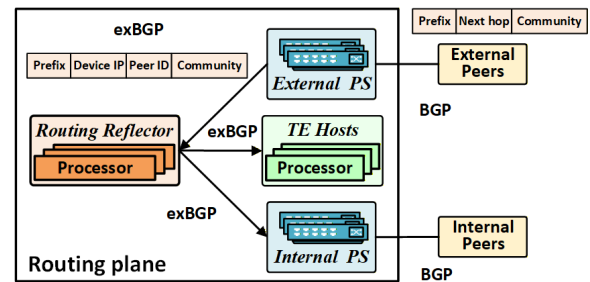 exBGP
Prefix Next hop Community
Prefix Device IP Peer ID Community
External PS
External
Peers
BGP
Routing Reflector
Processor
exBGP
TE Hosts
Processor
exBGP
Internal PS
Internal
Peers
BGP
Routing plane